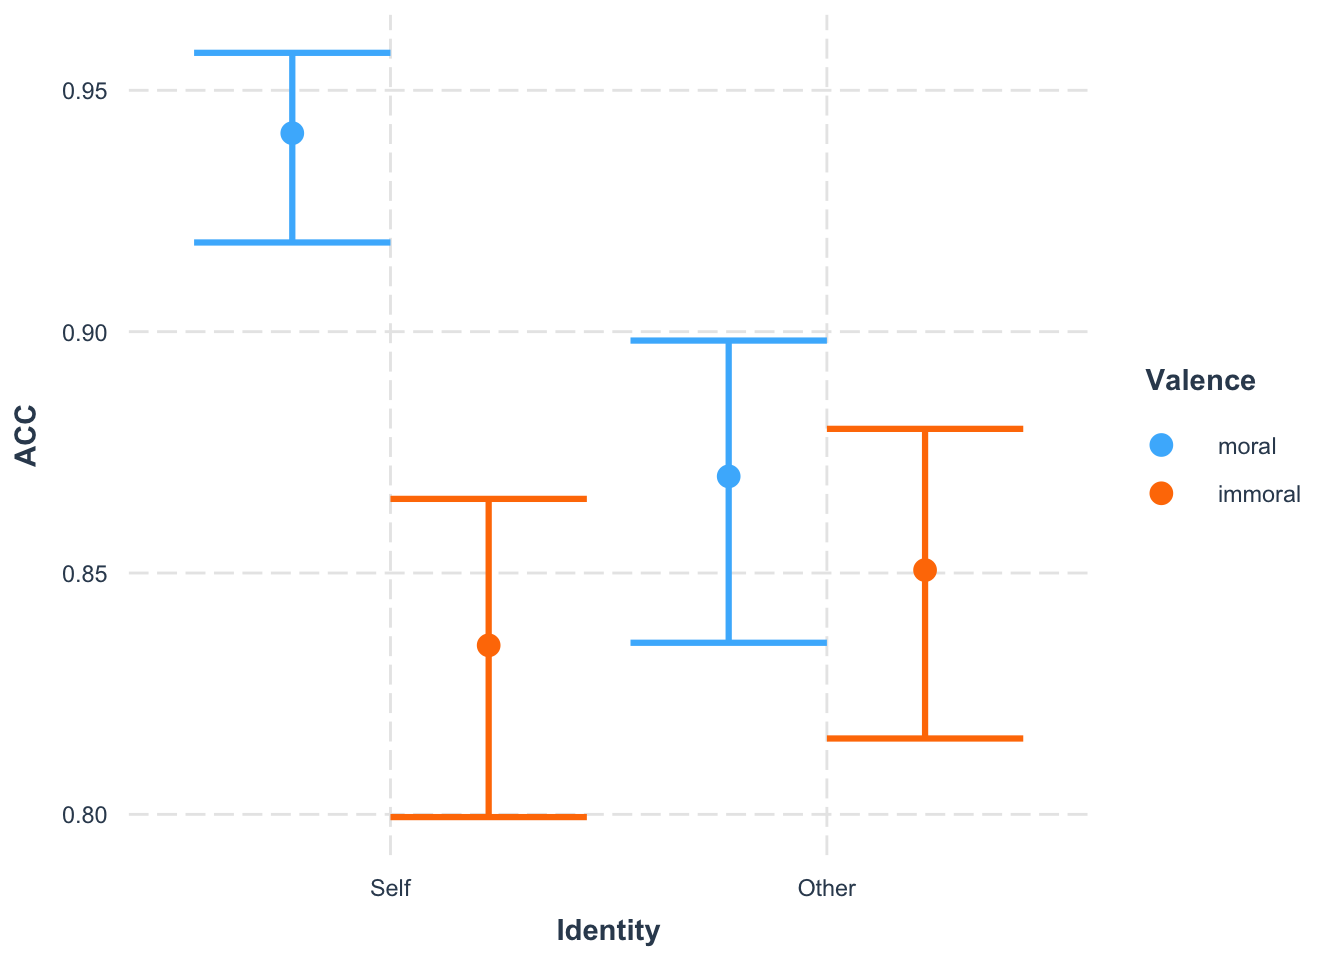 0.95
0.90
0.85
0.80
ACC
Self
Other
Identity
Valence
moral
immoral